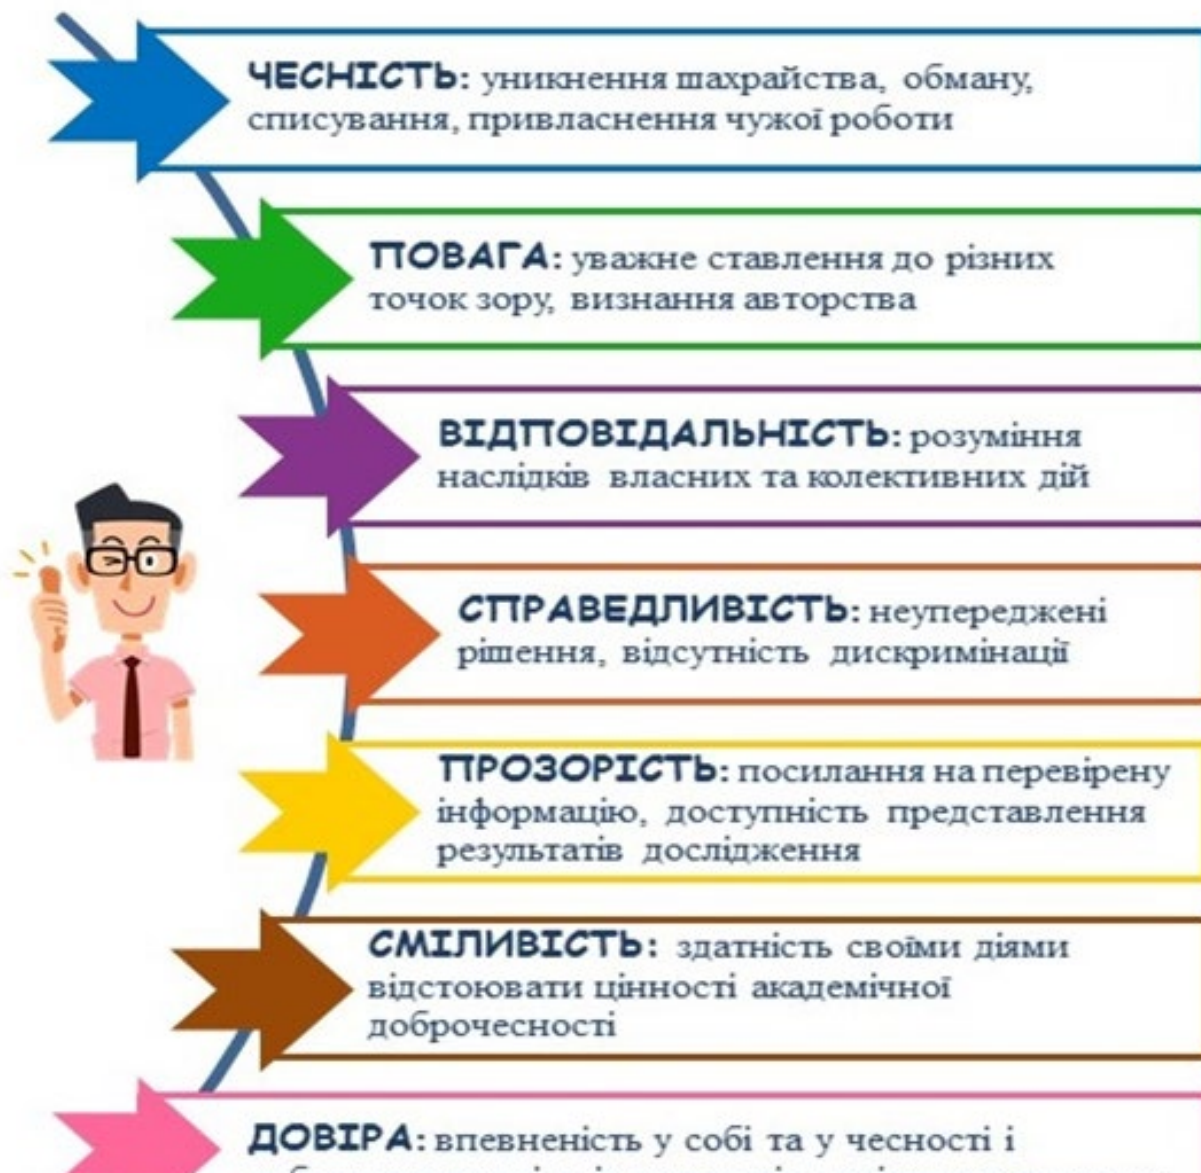 ЧЕСНІСТЬ: уникнення шахрайства, обману,
списування, привласнення чужої роботи
ПОВАГА: уважне ставлення до різних
точок зору, визнання авторства
ВІДПОВІДАЛЬНІСТЬ: розуміння
наслідків власних та колективних дій
СПРАВЕДЛИВІСТЬ: неупереджені
рішення, відсутність дискримінації
ПРОЗОРІСТЬ: посилання на перевірену
інформацію, доступність представлення
результатів дослідження
СМІЛИВІСТЬ: здатність своїми діями
відстоювати цінності академічної
доброчесності
ДОВІРА: впевненість у собі та у чесності і